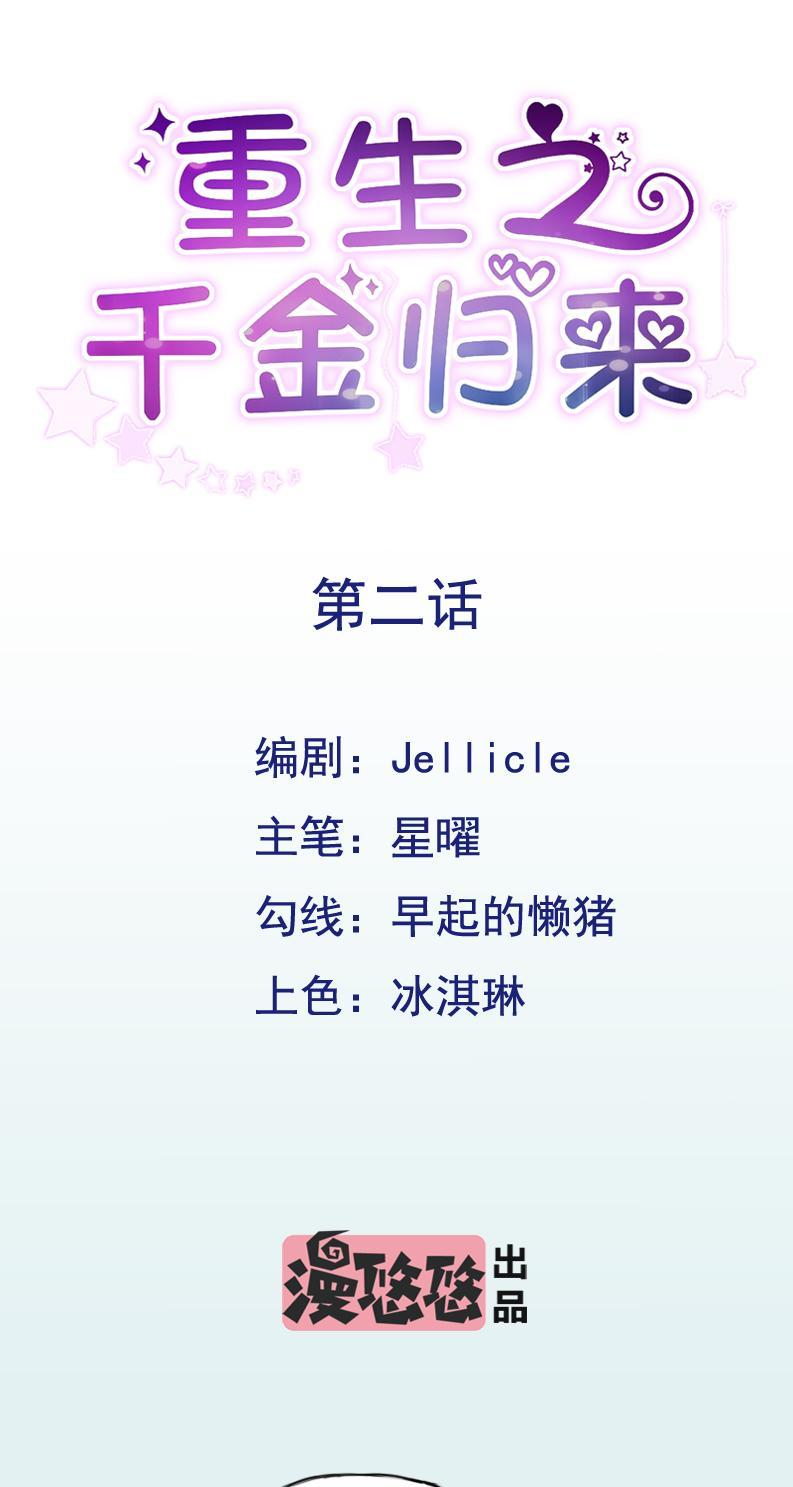 重生之
千金归来
第二话
编剧：Jellicle
主笔：星曜
勾线：早起的懒猪
上色：冰淇琳
漫悠悠出品